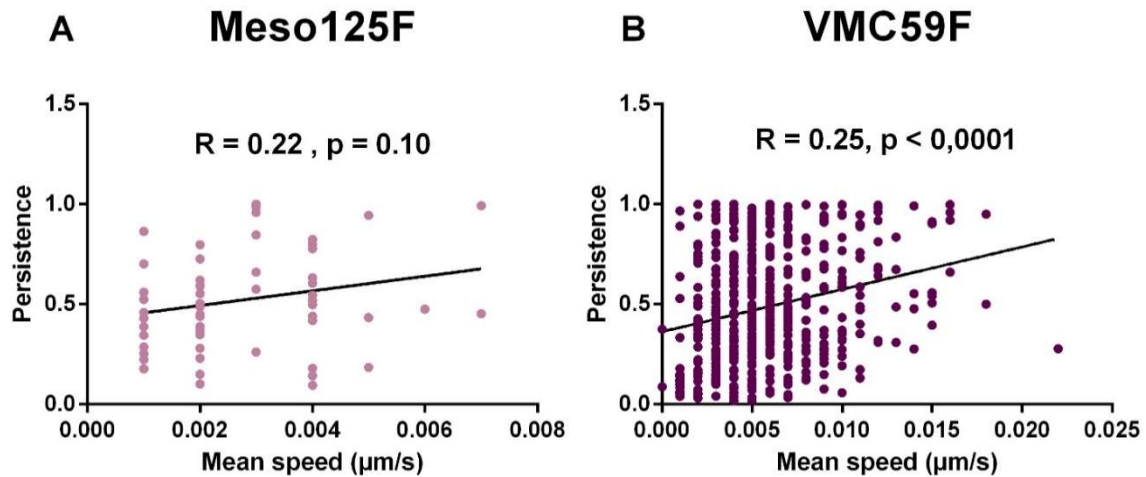 A Meso125F
R = 0.22 , p = 0.10
Persistence
1.5
1.0
0.5
0.0
0.000 0.002 0.004 0.006 0.008
Mean speed (µm/s)
B VMC59F
R = 0.25, p < 0,0001
Persistence
1.5
1.0
0.5
0.0
0.000 0.005 0.010 0.015 0.020 0.025
Mean speed (µm/s)